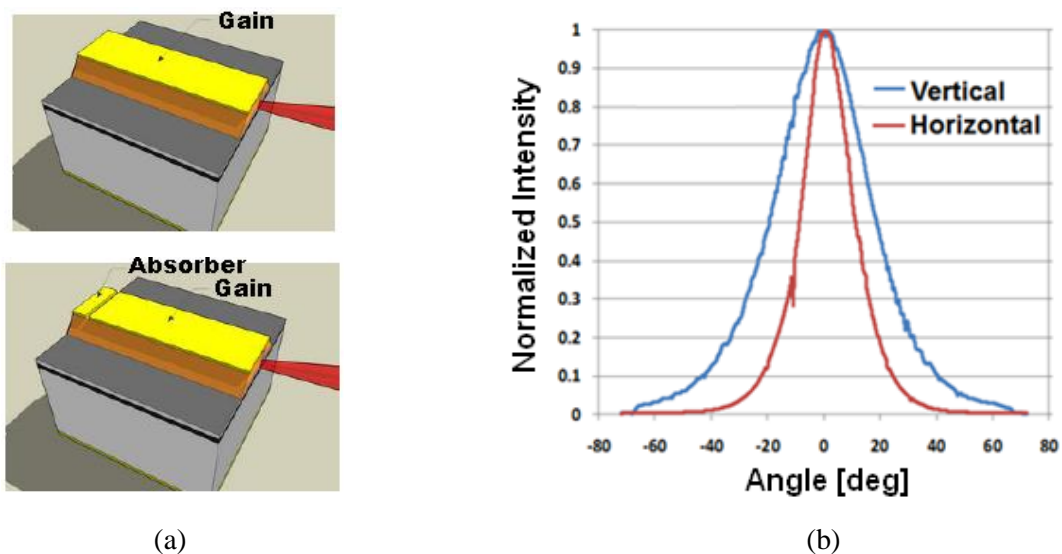 Gain
Absorber
Gain
(a)
Normalized Intensity
1
0.9
0.8
0.7
0.6
0.5
0.4
0.3
0.2
0.1
0
Vertical
Horizontal
-80 -60 -40 -20 0 20 40 60 80
Angle [deg]
(b)